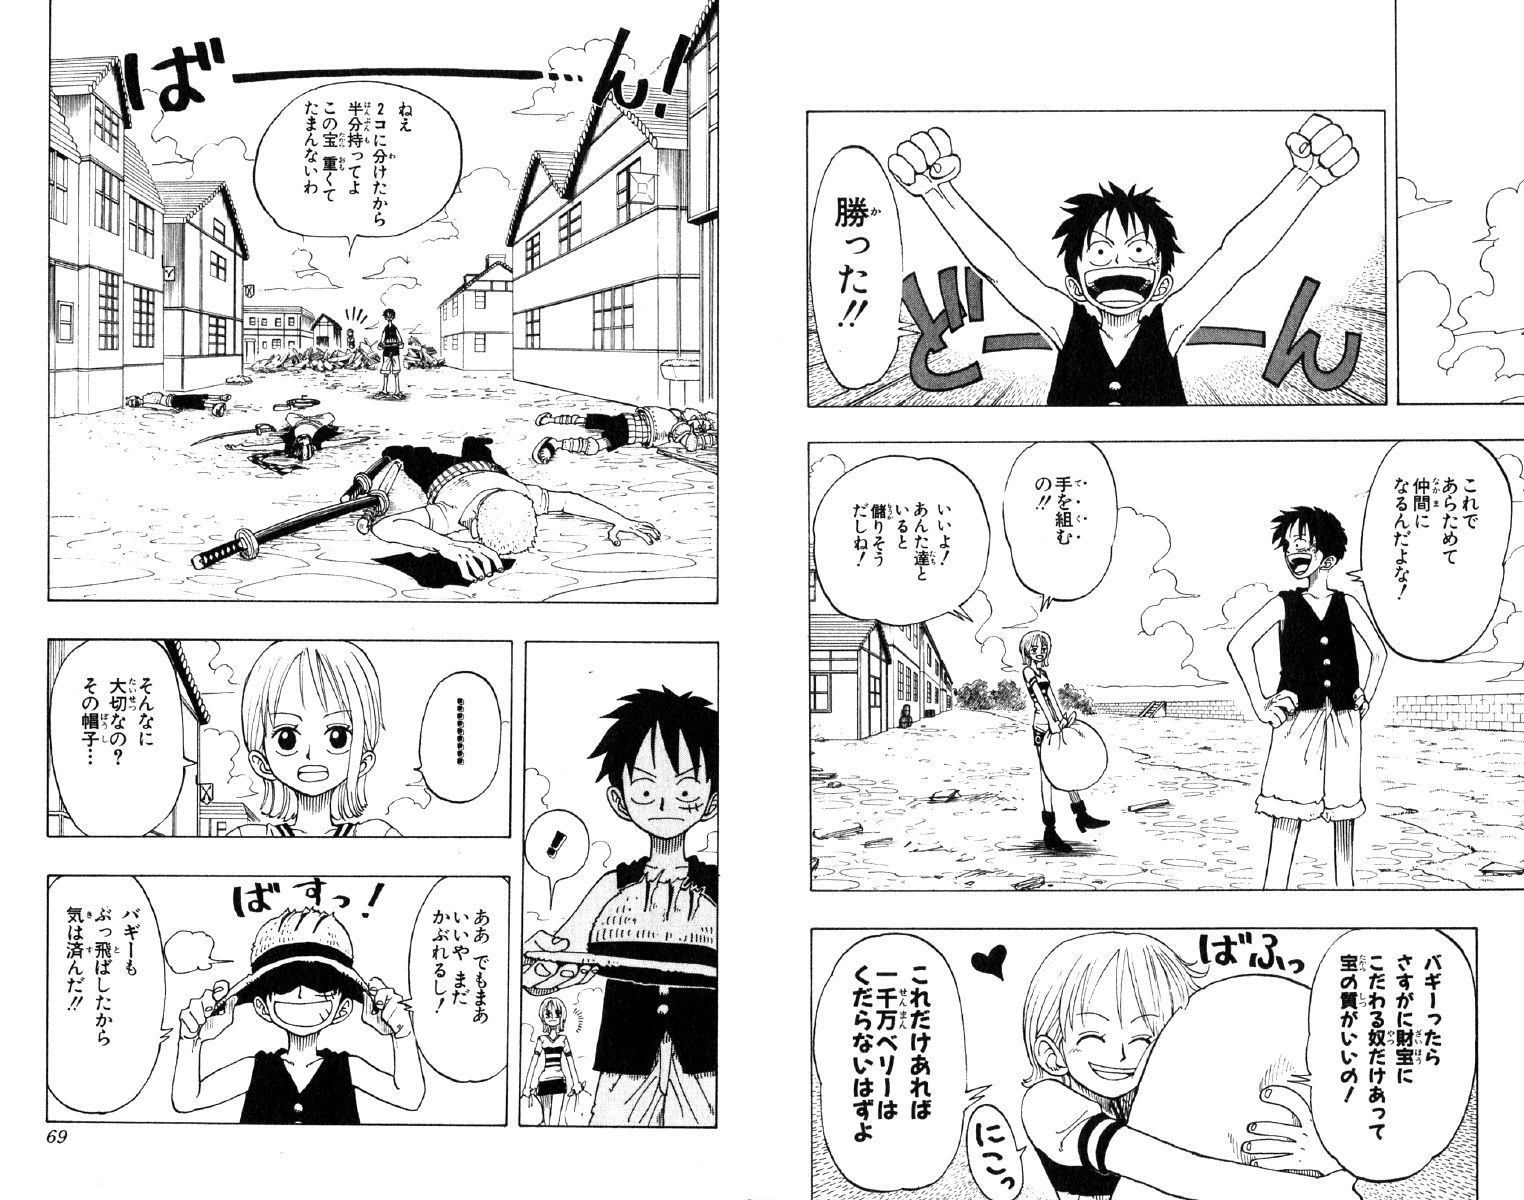 勝った!!
どーーん
これで
あらためて
仲間に
なるんだよな!
手を組む
の!!
いいよ!
あんた達と
いると
儲りそう
だしね!
バギーったら
さすがに財宝に
こだわる奴だけあって
宝の質がいいの!
ばふっ
これだけあれば
一千万ベリーは
くだらないはずよ
にこっ
ばーーー…ん!
ねえ
2コに分けたから
半分持ってよ
この宝重くて
たまんないわ
!
………
そんなに
大切なの?
その帽子…
ああ でもまあ
いいや まだ
かぶれるし!
ばすっ!
バギーも
ぶっ飛ばしたから
気は済んだ!!
69